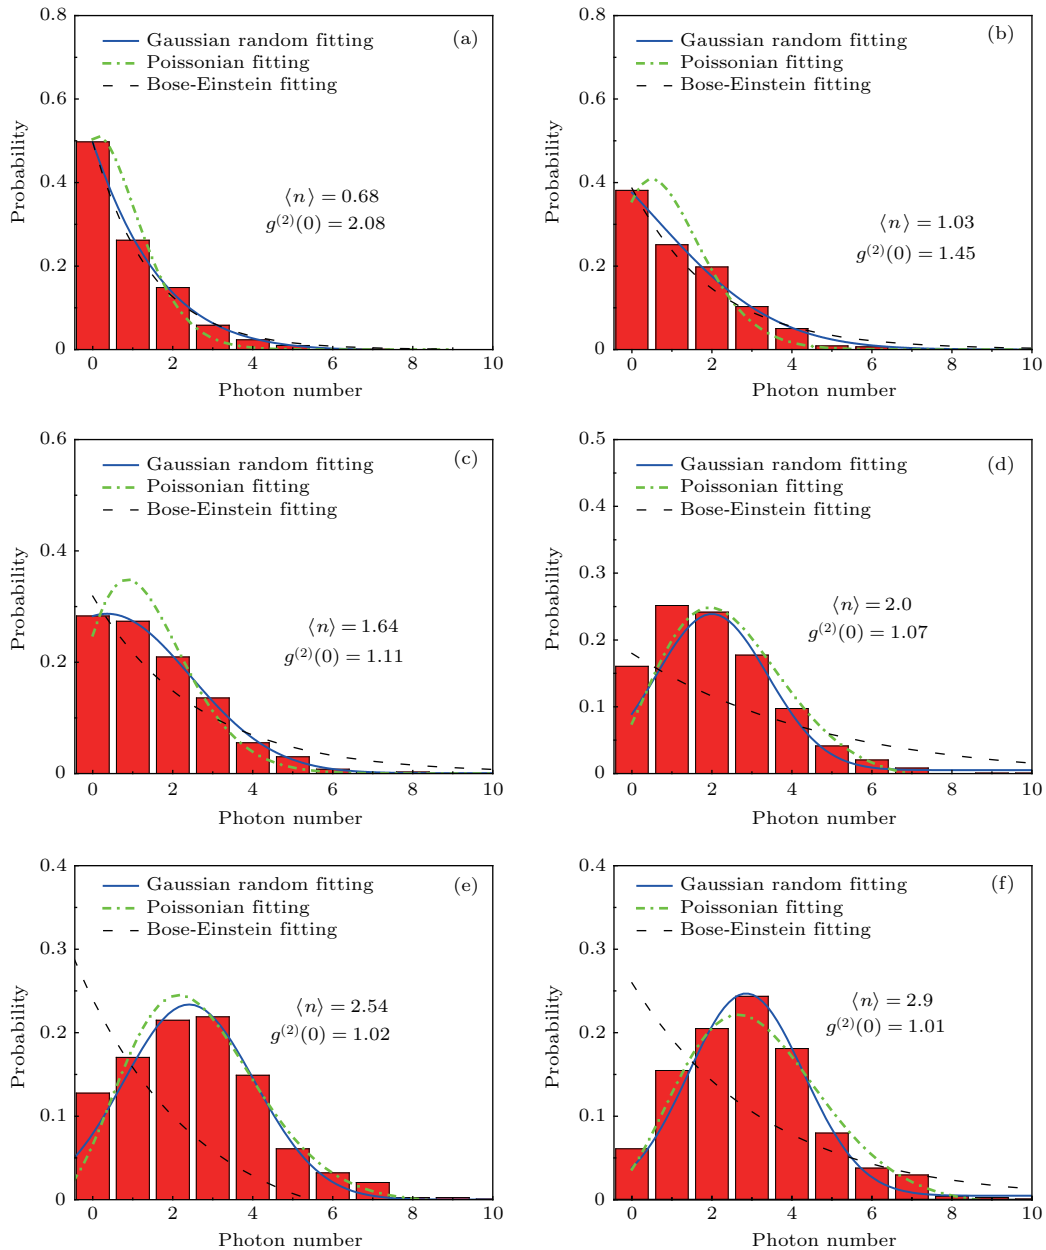 0.8
(a)
Gaussian random fitting
Poissonian fitting
Bose-Einstein fitting
0.6
0.4
0.2
0
Probability
⟨n⟩ = 0.68
g⁽²⁾(0) = 2.08
0 2 4 6 8 10
Photon number
0.8
(b)
Gaussian random fitting
Poissonian fitting
Bose-Einstein fitting
0.6
0.4
0.2
0
Probability
⟨n⟩ = 1.03
g⁽²⁾(0) = 1.45
0 2 4 6 8 10
Photon number
0.6
(c)
Gaussian random fitting
Poissonian fitting
Bose-Einstein fitting
0.4
0.2
0
Probability
⟨n⟩ = 1.64
g⁽²⁾(0) = 1.11
0 2 4 6 8 10
Photon number
0.5
(d)
Gaussian random fitting
Poissonian fitting
Bose-Einstein fitting
0.4
0.3
0.2
0.1
0
Probability
⟨n⟩ = 2.0
g⁽²⁾(0) = 1.07
0 2 4 6 8 10
Photon number
0.4
(e)
Gaussian random fitting
Poissonian fitting
Bose-Einstein fitting
0.3
0.2
0.1
0
Probability
⟨n⟩ = 2.54
g⁽²⁾(0) = 1.02
0 2 4 6 8 10
Photon number
0.4
(f)
Gaussian random fitting
Poissonian fitting
Bose-Einstein fitting
0.3
0.2
0.1
0
Probability
⟨n⟩ = 2.9
g⁽²⁾(0) = 1.01
0 2 4 6 8 10
Photon number